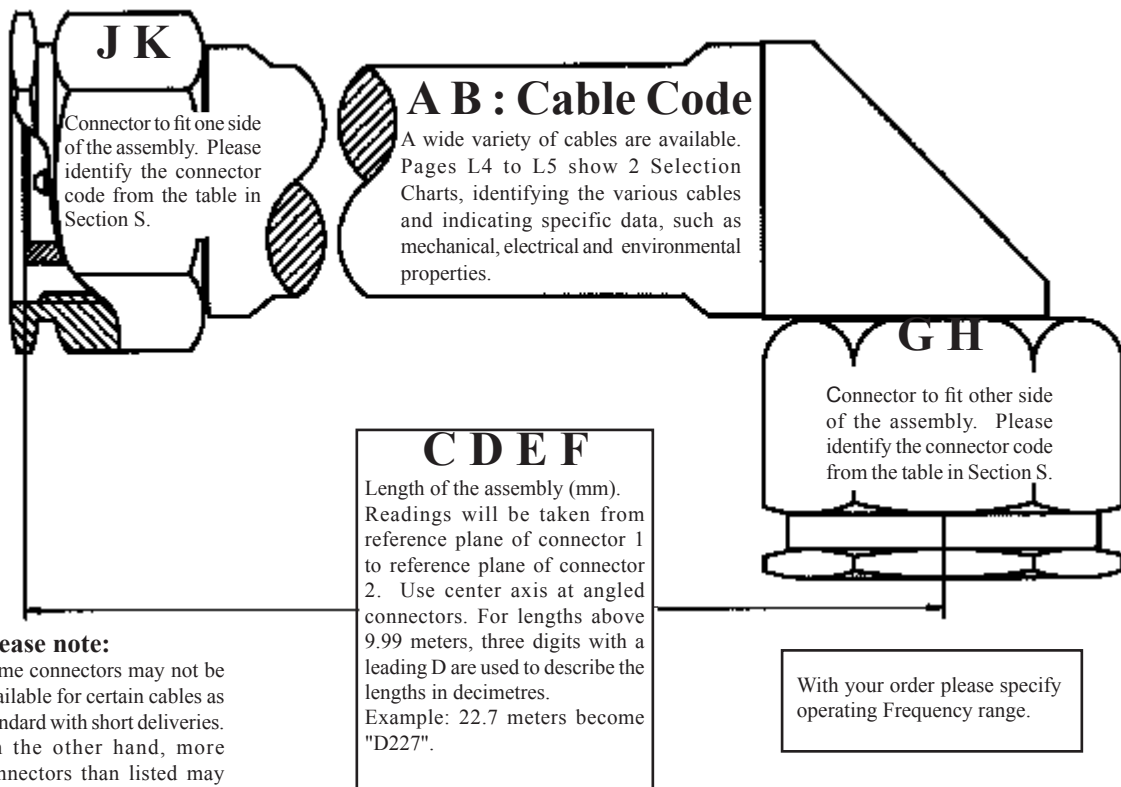 J K
Connector to fit one side
of the assembly. Please
identify the connector
code from the table in
Section S.
A B : Cable Code
A wide variety of cables are available.
Pages L4 to L5 show 2 Selection
Charts, identifying the various cables
and indicating specific data, such as
mechanical, electrical and environmental
properties.
G H
Connector to fit other side
of the assembly. Please
identify the connector code
from the table in Section S.
C D E F
Length of the assembly (mm).
Readings will be taken from
reference plane of connector 1
to reference plane of connector
2. Use center axis at angled
connectors. For lengths above
9.99 meters, three digits with a
leading D are used to describe the
lengths in decimetres.
Example: 22.7 meters become
"D227".
ease note:
me connectors may not be
ailable for certain cables as
ndard with short deliveries.
the other hand, more
nnectors than listed may
With your order please specify
operating Frequency range.